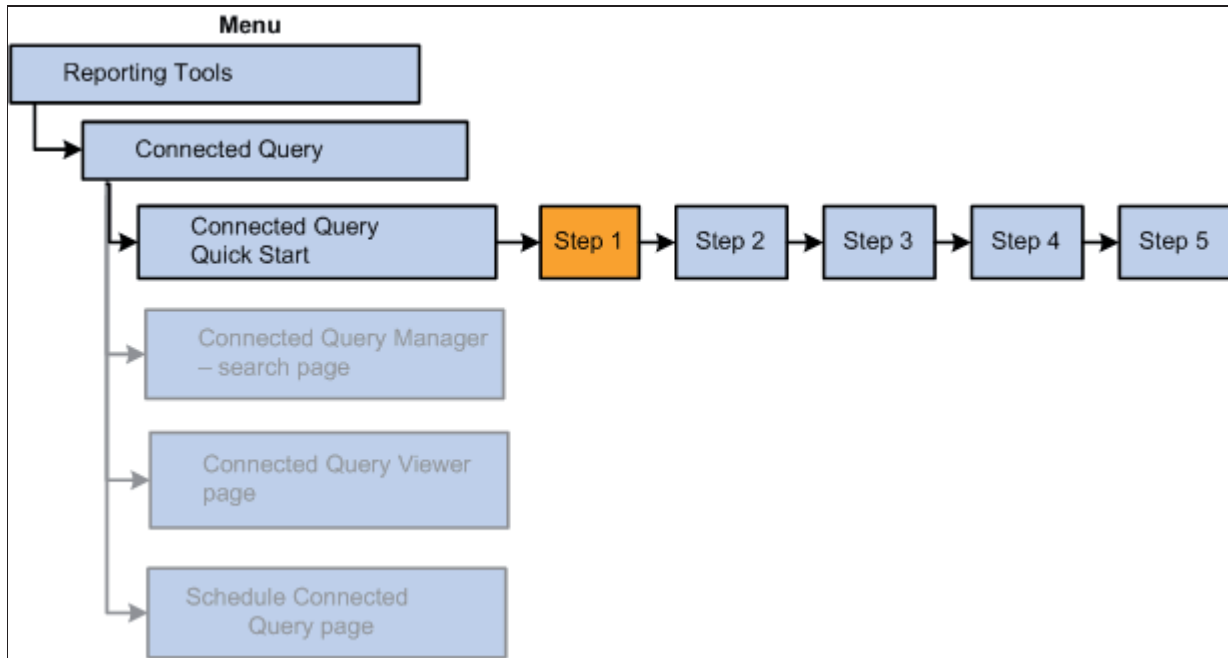 Menu
Reporting Tools
Connected Query
Connected Query
Quick Start
Step 1
Step 2
Step 3
Step 4
Step 5
Connected Query Manager
– search page
Connected Query Viewer
page
Schedule Connected
Query page